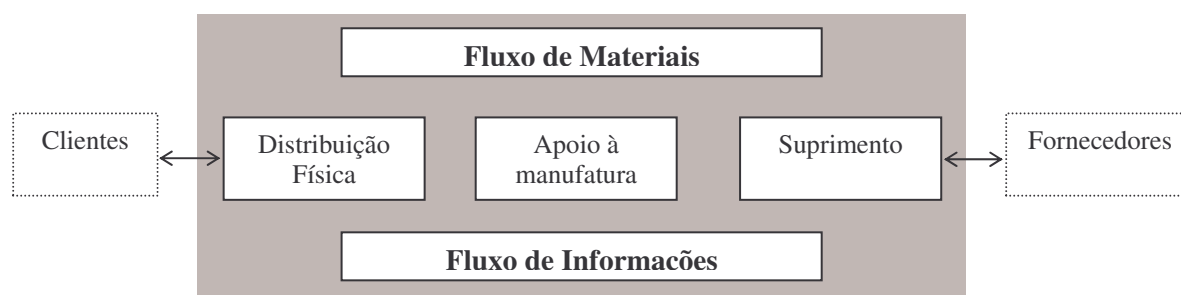 Fluxo de Materiais
Clientes
Distribuição
Física
Apoio à
manufatura
Suprimento
Fornecedores
Fluxo de Informacões